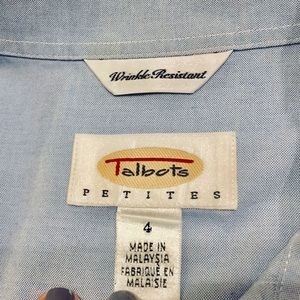 Wrinkle-Resistant
Talbots
PETITES
4
MADE IN
MALAYSIA
FABRIQUÉ EN
MALAISIE